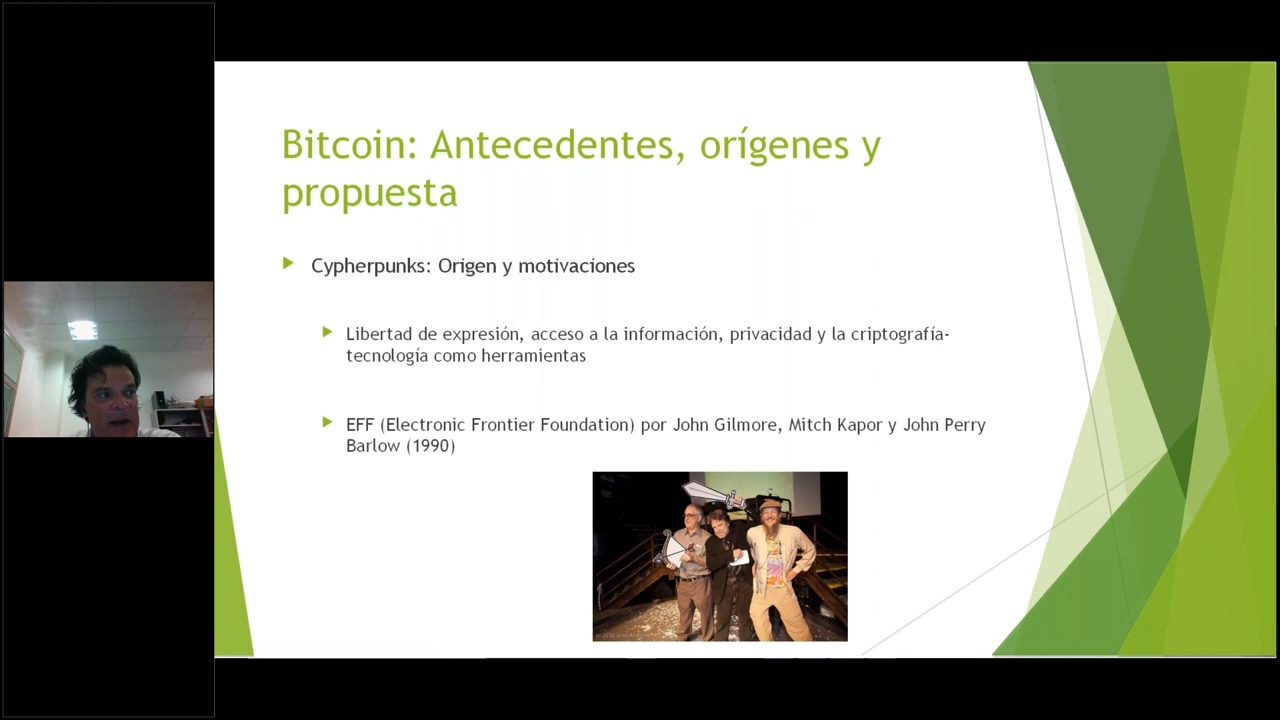 Bitcoin: Antecedentes, orígenes y
propuesta
Cypherpunks: Origen y motivaciones
Libertad de expresión, acceso a la información, privacidad y la criptografía-
tecnología como herramientas
EFF (Electronic Frontier Foundation) por John Gilmore, Mitch Kapor y John Perry
Barlow (1990)